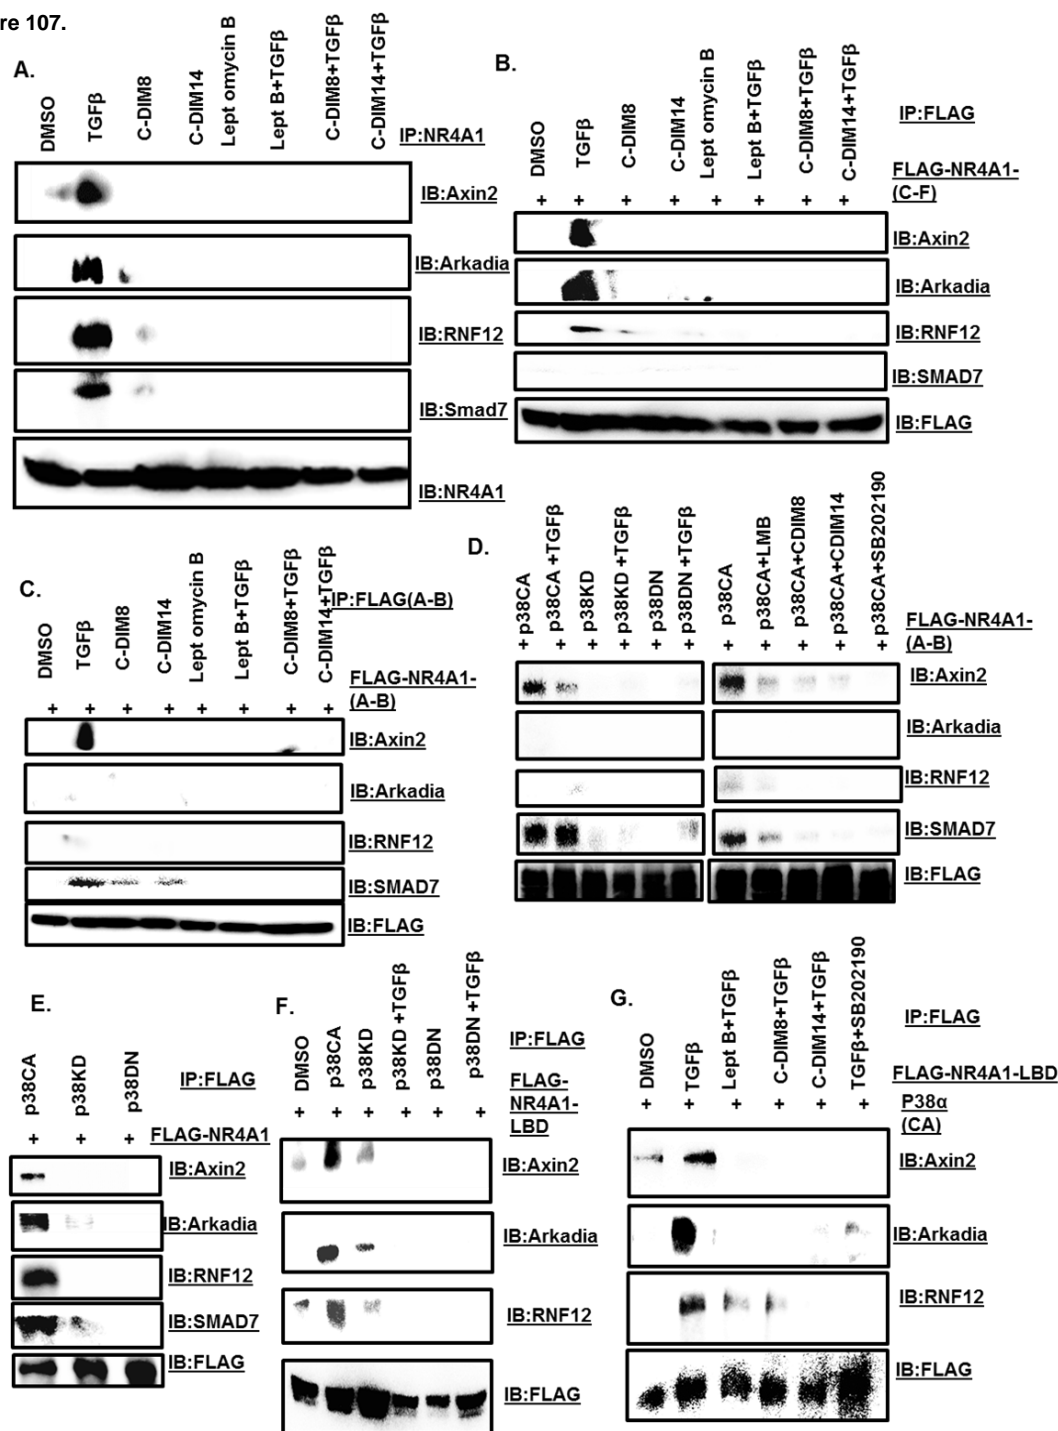 re 107.
A.
DMSO
TGFβ
C-DIM8
C-DIM14
Lept omycin B
Lept B+TGFβ
C-DIM8+TGFβ
C-DIM14+TGFβ
IP:NR4A1
IB:Axin2
IB:Arkadia
IB:RNF12
IB:Smad7
IB:NR4A1
B.
DMSO
TGFβ
C-DIM8
C-DIM14
Lept omycin B
Lept B+TGFβ
C-DIM8+TGFβ
C-DIM14+TGFβ
IP:FLAG
FLAG-NR4A1-
(C-F)
+ + + + + + + +
IB:Axin2
IB:Arkadia
IB:RNF12
IB:SMAD7
IB:FLAG
C.
DMSO
TGFβ
C-DIM8
C-DIM14
Lept omycin B
Lept B+TGFβ
C-DIM8+TGFβ
C-DIM14+TGFβ
IP:FLAG(A-B)
FLAG-NR4A1-
(A-B)
+ + + + + + + +
IB:Axin2
IB:Arkadia
IB:RNF12
IB:SMAD7
IB:FLAG
D.
p38CA
p38CA +TGFβ
p38KD
p38KD +TGFβ
p38DN
p38DN +TGFβ
p38CA
p38CA+LMB
p38CA+CDIM8
p38CA+CDIM14
p38CA+SB202190
FLAG-NR4A1-
(A-B)
+ + + + + + + + + + +
IB:Axin2
IB:Arkadia
IB:RNF12
IB:SMAD7
IB:FLAG
E.
p38CA
p38KD
p38DN
IP:FLAG
+ + + FLAG-NR4A1
IB:Axin2
IB:Arkadia
IB:RNF12
IB:SMAD7
IB:FLAG
F.
DMSO
p38CA
p38KD
p38KD +TGFβ
p38DN
p38DN +TGFβ
IP:FLAG
FLAG-
NR4A1-
LBD
+ + + + + +
IB:Axin2
IB:Arkadia
IB:RNF12
IB:FLAG
G.
DMSO
TGFβ
Lept B+TGFβ
C-DIM8+TGFβ
C-DIM14+TGFβ
TGFβ+SB202190
IP:FLAG
FLAG-NR4A1-LBD
+ + + + + + P38α
(CA)
IB:Axin2
IB:Arkadia
IB:RNF12
IB:FLAG